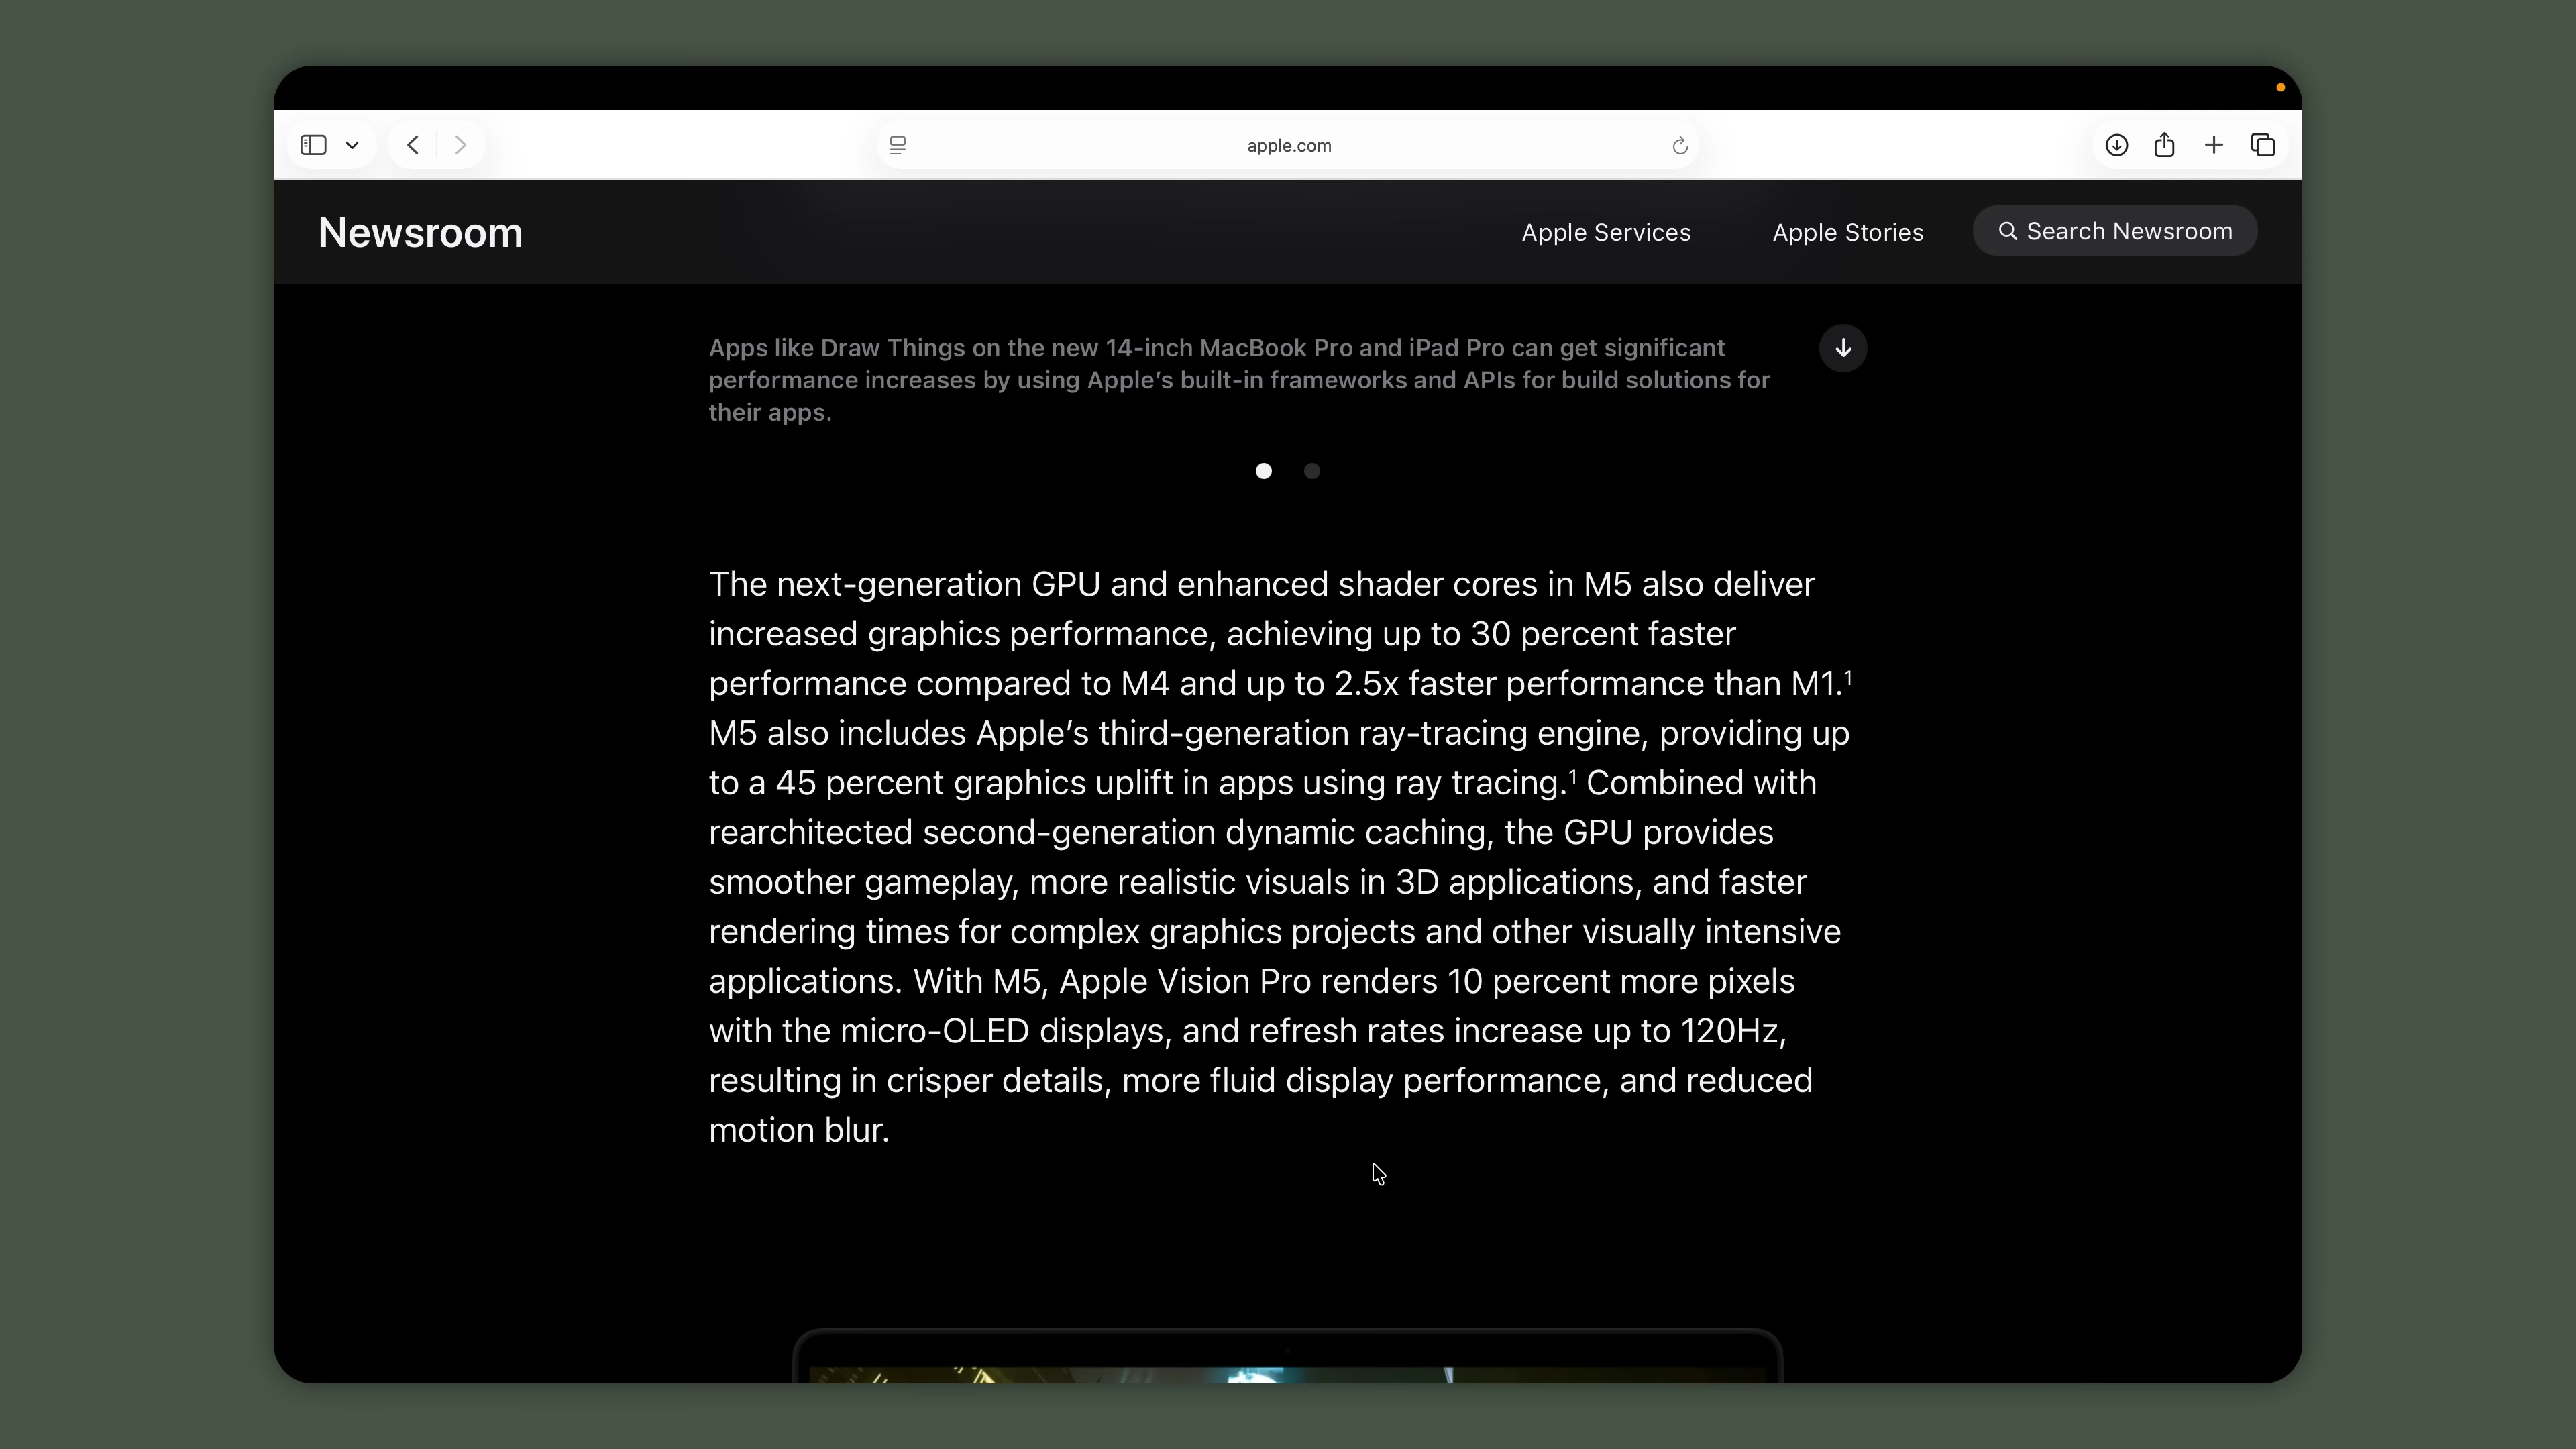 apple.com
Newsroom
Apple Services
Apple Stories
Search Newsroom
Apps like Draw Things on the new 14-inch MacBook Pro and iPad Pro can get significant
performance increases by using Apple’s built-in frameworks and APIs for build solutions for
their apps.
The next-generation GPU and enhanced shader cores in M5 also deliver
increased graphics performance, achieving up to 30 percent faster
performance compared to M4 and up to 2.5x faster performance than M1.¹
M5 also includes Apple’s third-generation ray-tracing engine, providing up
to a 45 percent graphics uplift in apps using ray tracing.¹ Combined with
rearchitected second-generation dynamic caching, the GPU provides
smoother gameplay, more realistic visuals in 3D applications, and faster
rendering times for complex graphics projects and other visually intensive
applications. With M5, Apple Vision Pro renders 10 percent more pixels
with the micro-OLED displays, and refresh rates increase up to 120Hz,
resulting in crisper details, more fluid display performance, and reduced
motion blur.